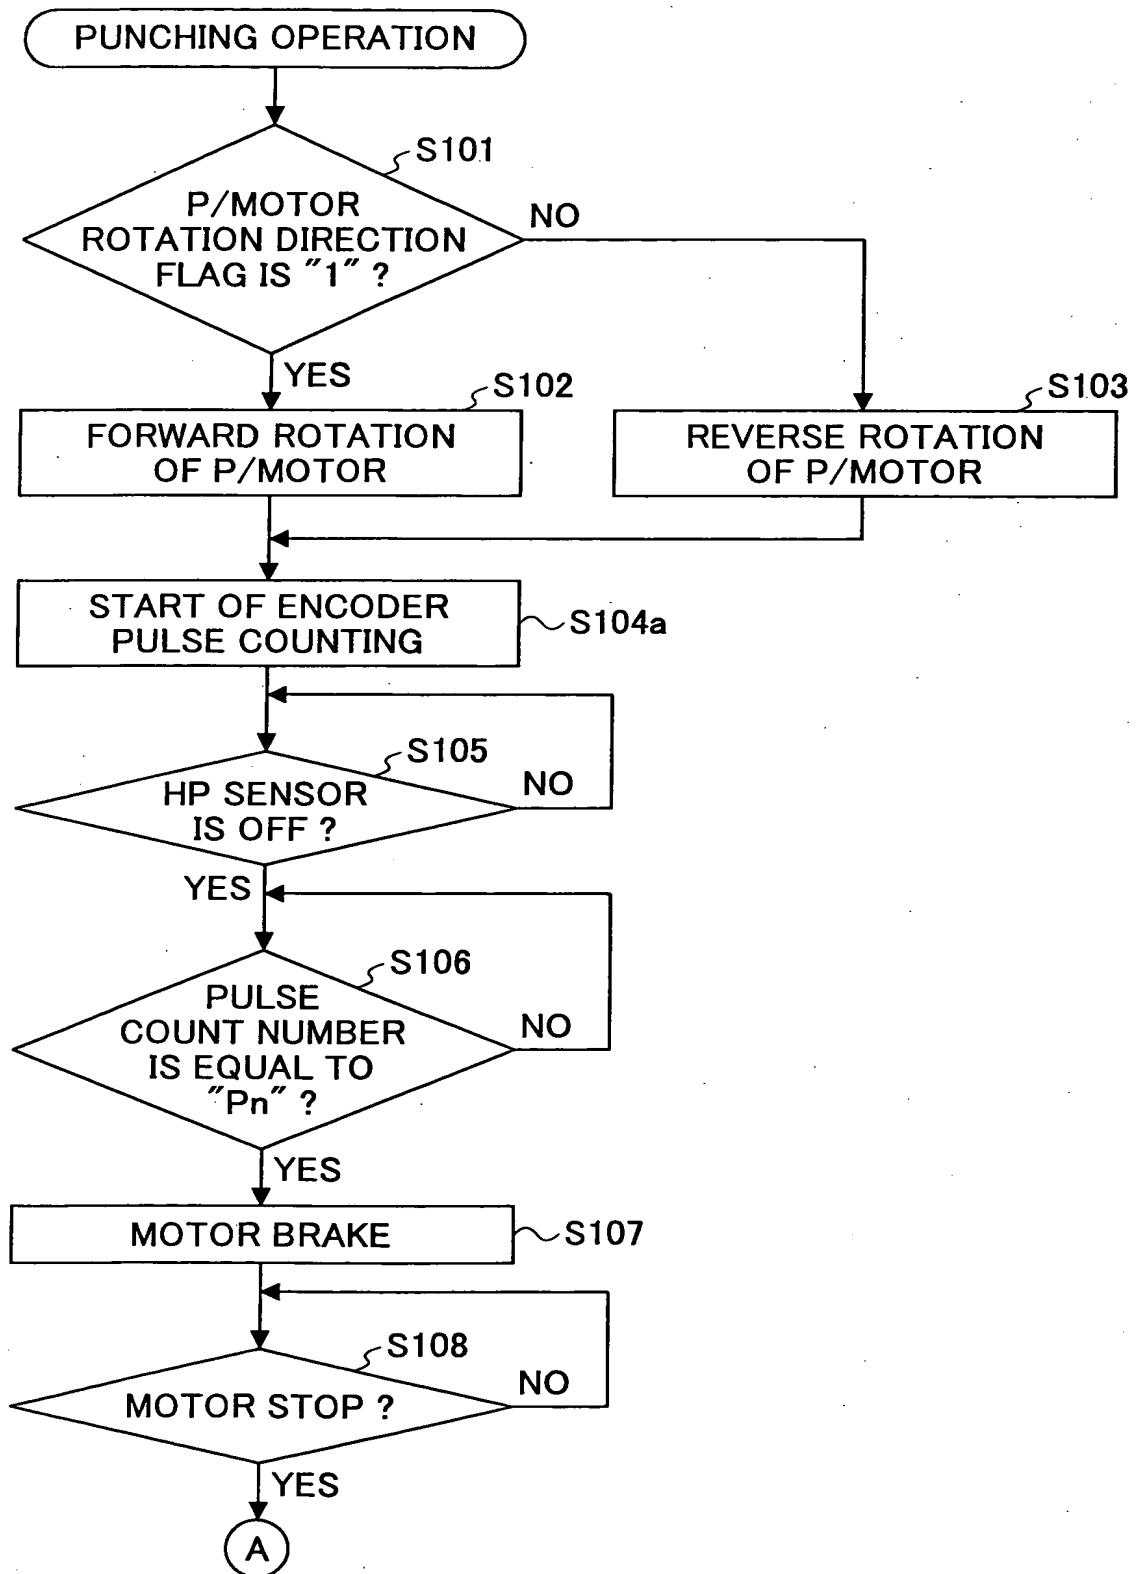 PUNCHING OPERATION
S101
P/MOTOR
ROTATION DIRECTION
FLAG IS "1" ?
NO
YES
S102
FORWARD ROTATION
OF P/MOTOR
S103
REVERSE ROTATION
OF P/MOTOR
START OF ENCODER
PULSE COUNTING
S104a
S105
HP SENSOR
IS OFF ?
NO
YES
S106
PULSE
COUNT NUMBER
IS EQUAL TO
"Pn" ?
NO
YES
MOTOR BRAKE
S107
S108
MOTOR STOP ?
NO
YES
A